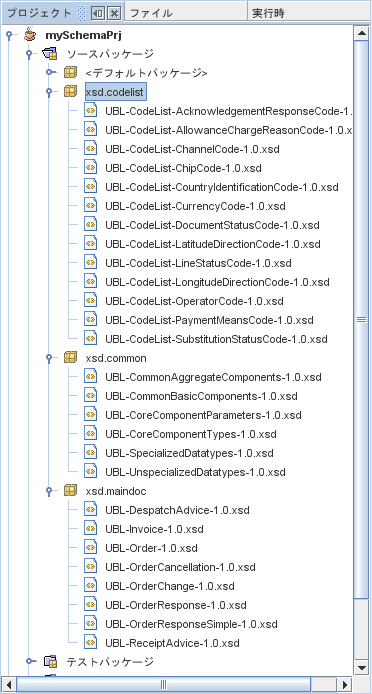 プロジェクト ファイル 実行時
mySchemaPrj
ソースパッケージ
<デフォルトパッケージ>
xsd.codelist
UBL-CodeList-AcknowledgementResponseCode-1.
UBL-CodeList-AllowanceChargeReasonCode-1.0.x
UBL-CodeList-ChannelCode-1.0.xsd
UBL-CodeList-ChipCode-1.0.xsd
UBL-CodeList-CountryIdentificationCode-1.0.xsd
UBL-CodeList-CurrencyCode-1.0.xsd
UBL-CodeList-DocumentStatusCode-1.0.xsd
UBL-CodeList-LatitudeDirectionCode-1.0.xsd
UBL-CodeList-LineStatusCode-1.0.xsd
UBL-CodeList-LongitudeDirectionCode-1.0.xsd
UBL-CodeList-OperatorCode-1.0.xsd
UBL-CodeList-PaymentMeansCode-1.0.xsd
UBL-CodeList-SubstitutionStatusCode-1.0.xsd
xsd.common
UBL-CommonAggregateComponents-1.0.xsd
UBL-CommonBasicComponents-1.0.xsd
UBL-CoreComponentParameters-1.0.xsd
UBL-CoreComponentTypes-1.0.xsd
UBL-SpecializedDatatypes-1.0.xsd
UBL-UnspecializedDatatypes-1.0.xsd
xsd.maindoc
UBL-DespatchAdvice-1.0.xsd
UBL-Invoice-1.0.xsd
UBL-Order-1.0.xsd
UBL-OrderCancellation-1.0.xsd
UBL-OrderChange-1.0.xsd
UBL-OrderResponse-1.0.xsd
UBL-OrderResponseSimple-1.0.xsd
UBL-ReceiptAdvice-1.0.xsd
テストパッケージ